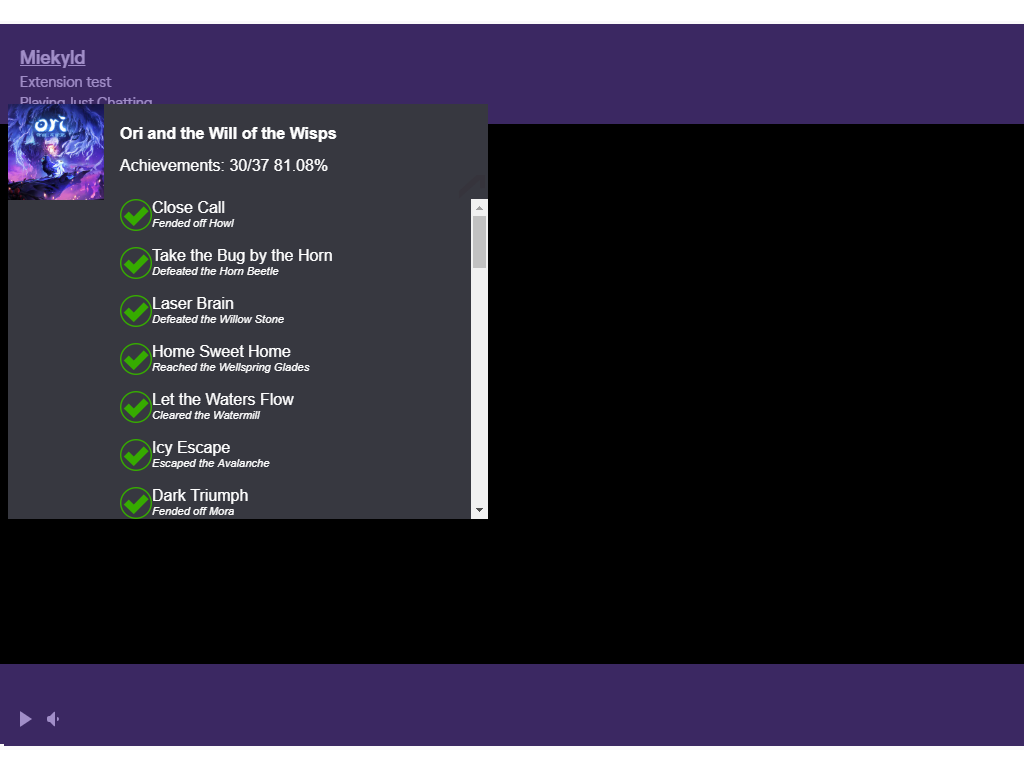 Miekyld
Extension test
Playing Just Chatting
ori
Ori and the Will of the Wisps
Achievements: 30/37 81.08%
Close Call
Fended off Howl
Take the Bug by the Horn
Defeated the Horn Beetle
Laser Brain
Defeated the Willow Stone
Home Sweet Home
Reached the Wellspring Glades
Let the Waters Flow
Cleared the Watermill
Icy Escape
Escaped the Avalanche
Dark Triumph
Fended off Mora